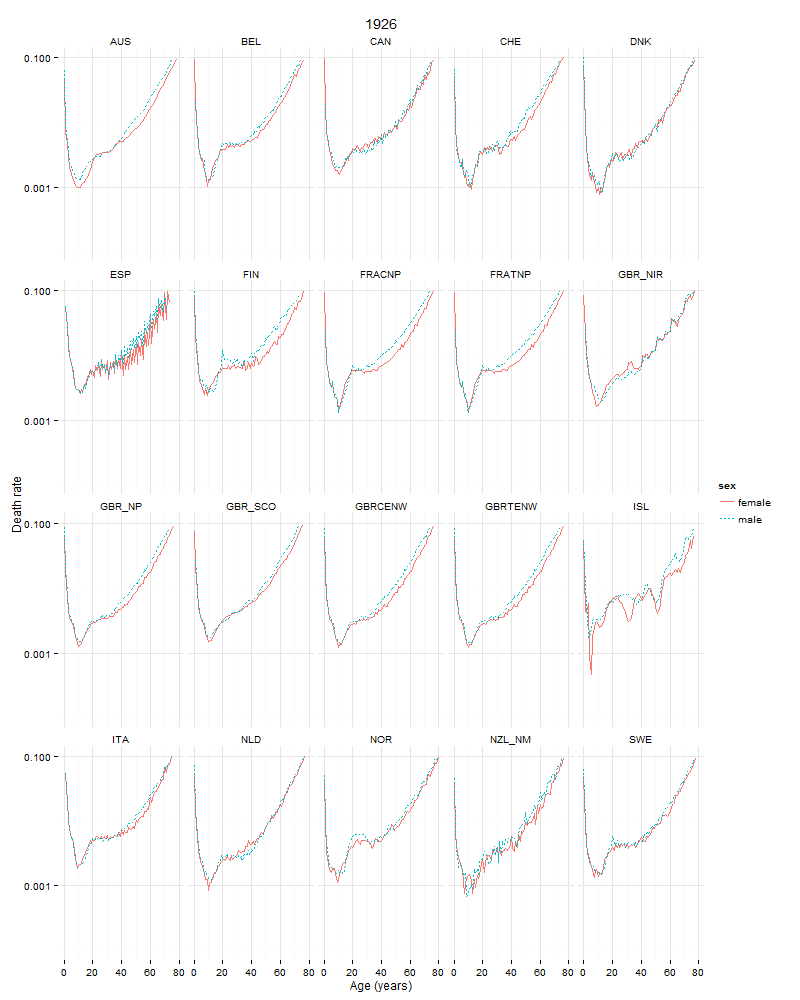 1926
AUS BEL CAN CHE DNK
0.100
0.001
ESP FIN FRACNP FRATNP GBR_NIR
0.100
0.001
Death rate
sex
female
male
GBR_NP GBR_SCO GBRCENW GBRTENW ISL
0.100
0.001
ITA NLD NOR NZL_NM SWE
0.100
0.001
0 20 40 60 80 0 20 40 60 80 0 20 40 60 80 0 20 40 60 80 0 20 40 60 80
Age (years)